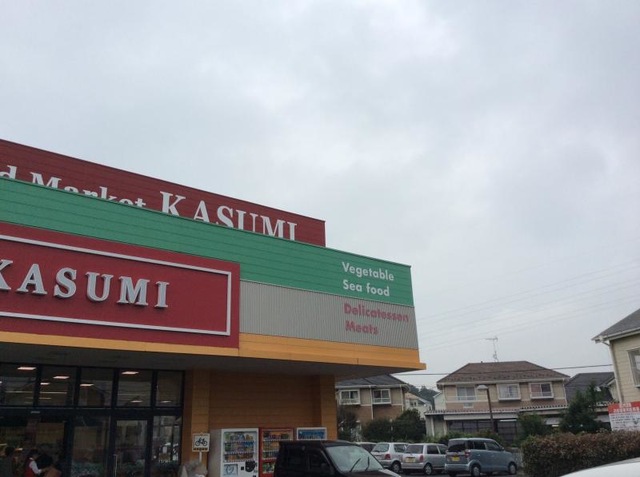 d Market KASUMI
KASUMI
Vegetable
Sea food
Delicatessen
Meats